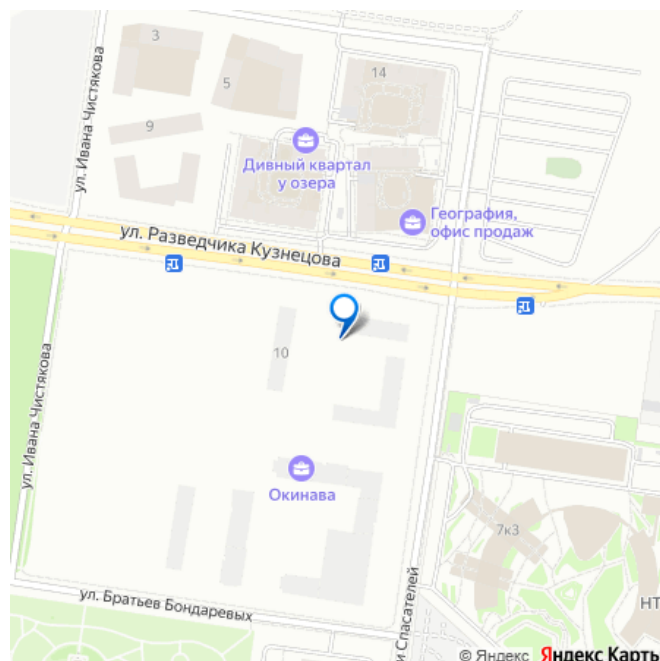 3
14
5
ул. Ивана Чистякова
9
Дивный квартал
у озера
География,
офис продаж
ул. Разведчика Кузнецова
10
ул. Ивана Чистякова
Окинава
7к3
ул. Братьев Бондаревых
и Спасателей
НТ
© Яндекс Яндекс Карты